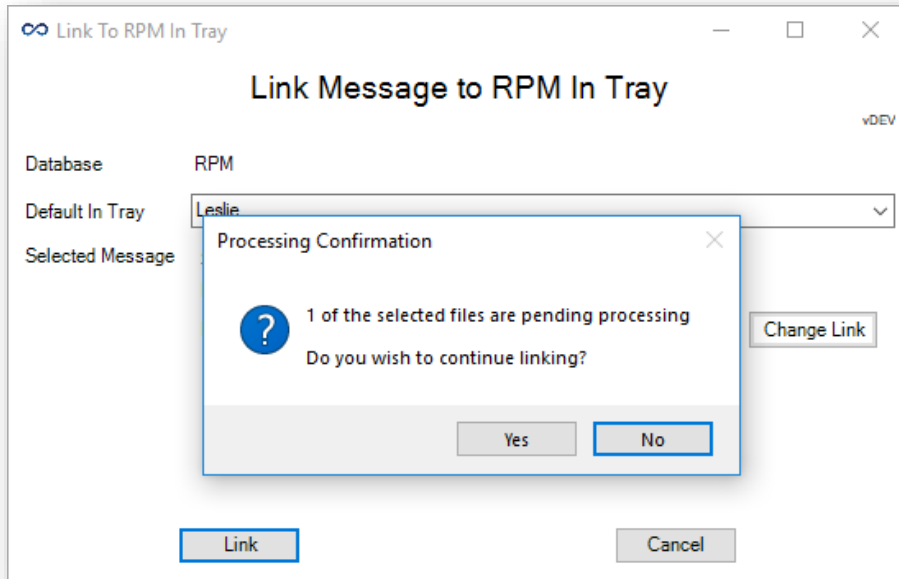 Link To RPM In Tray
Link Message to RPM In Tray
vDEV
Database RPM
Default In Tray Leslie
Selected Message
Processing Confirmation
1 of the selected files are pending processing
Do you wish to continue linking?
Yes No
Change Link
Link Cancel